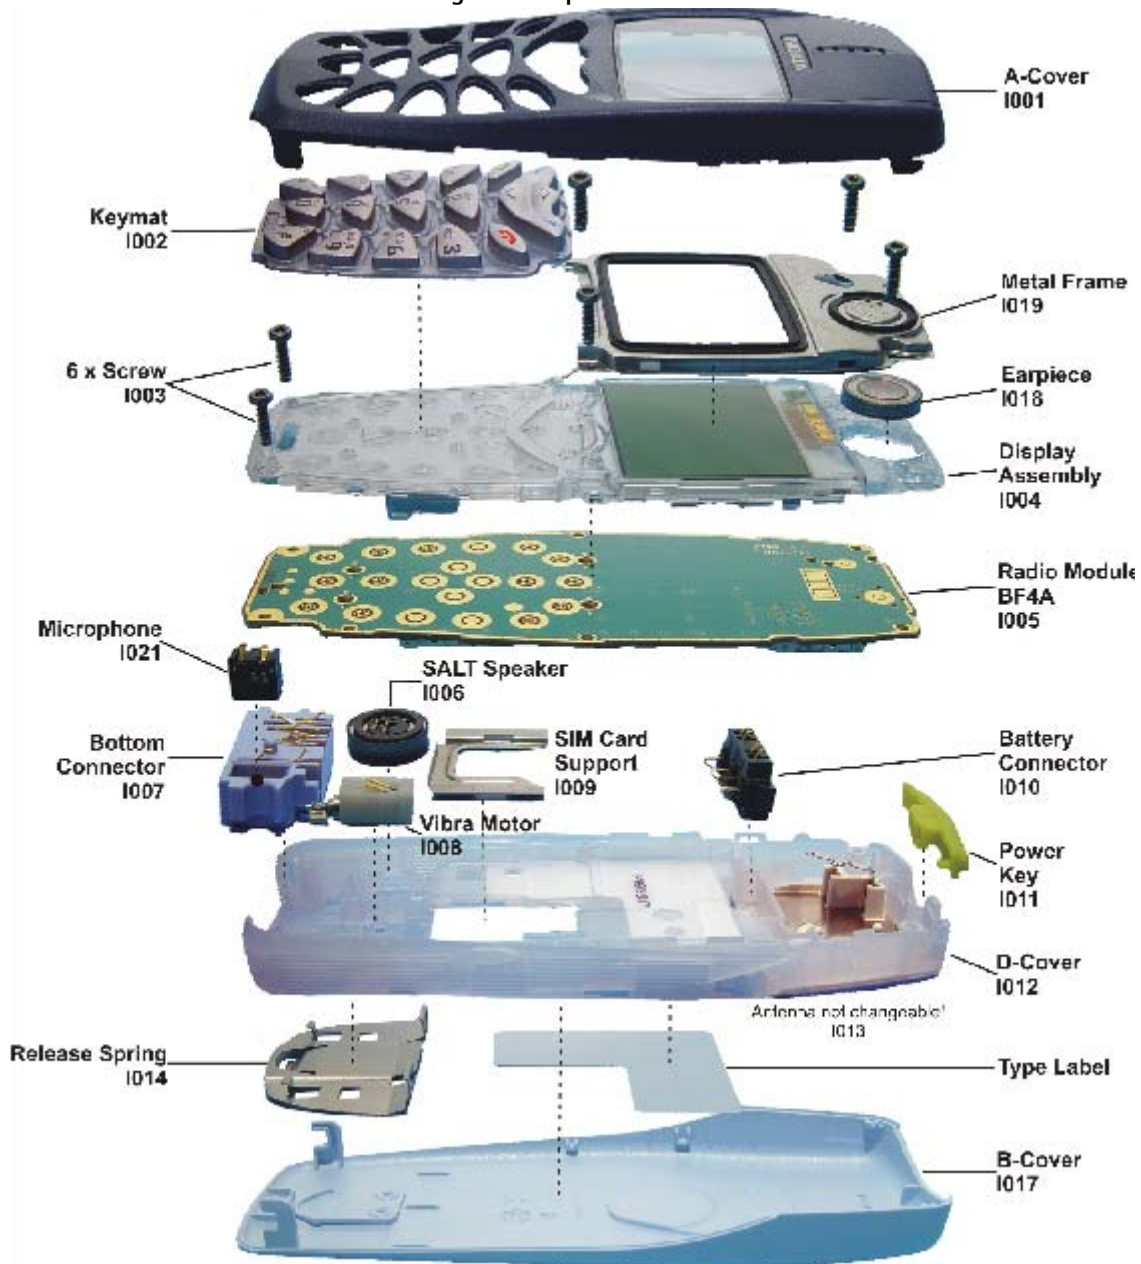 A-Cover
I001
NOKIA
Keymat
I002
Metal Frame
I019
6 x Screw
I003
Earpiece
I018
Display
Assembly
I004
Radio Module
BF4A
I005
Microphone
I021
SALT Speaker
I006
Bottom
Connector
I007
SIM Card
Support
I009
Battery
Connector
I010
Vibra Motor
I008
Power
Key
I011
D-Cover
I012
Antenna not changeable!
I013
Release Spring
I014
Type Label
B-Cover
I017